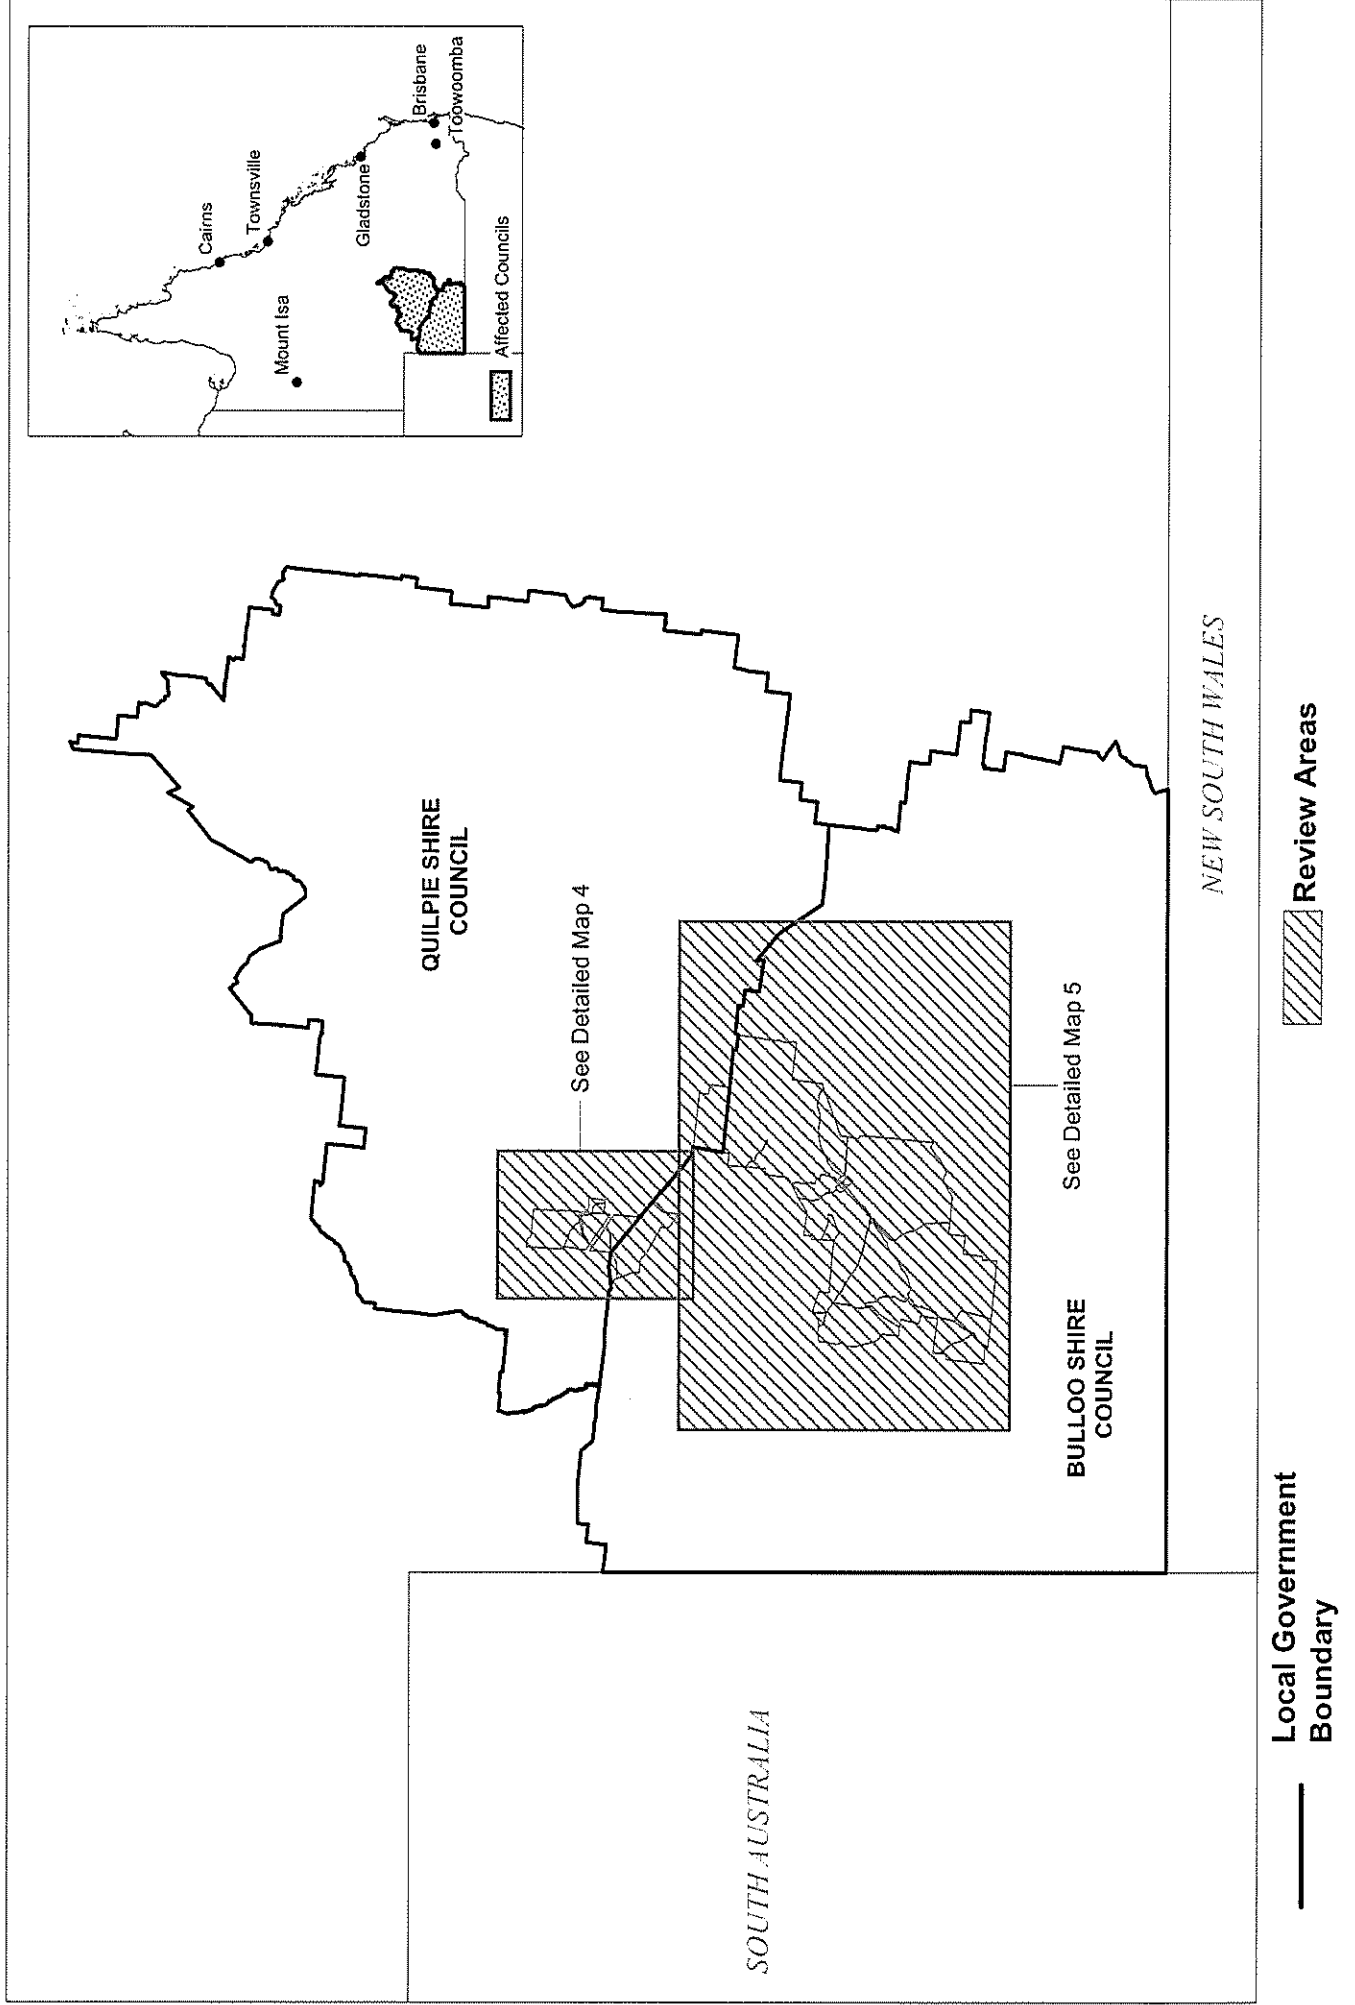 Cairns
Townsville
Mount Isa
Gladstone
Brisbane
Toowoomba
Affected Councils
QUILPIE SHIRE
COUNCIL
See Detailed Map 4
See Detailed Map 5
BULLOO SHIRE
COUNCIL
SOUTH AUSTRALIA
NEW SOUTH WALES
Local Government
Boundary
Review Areas